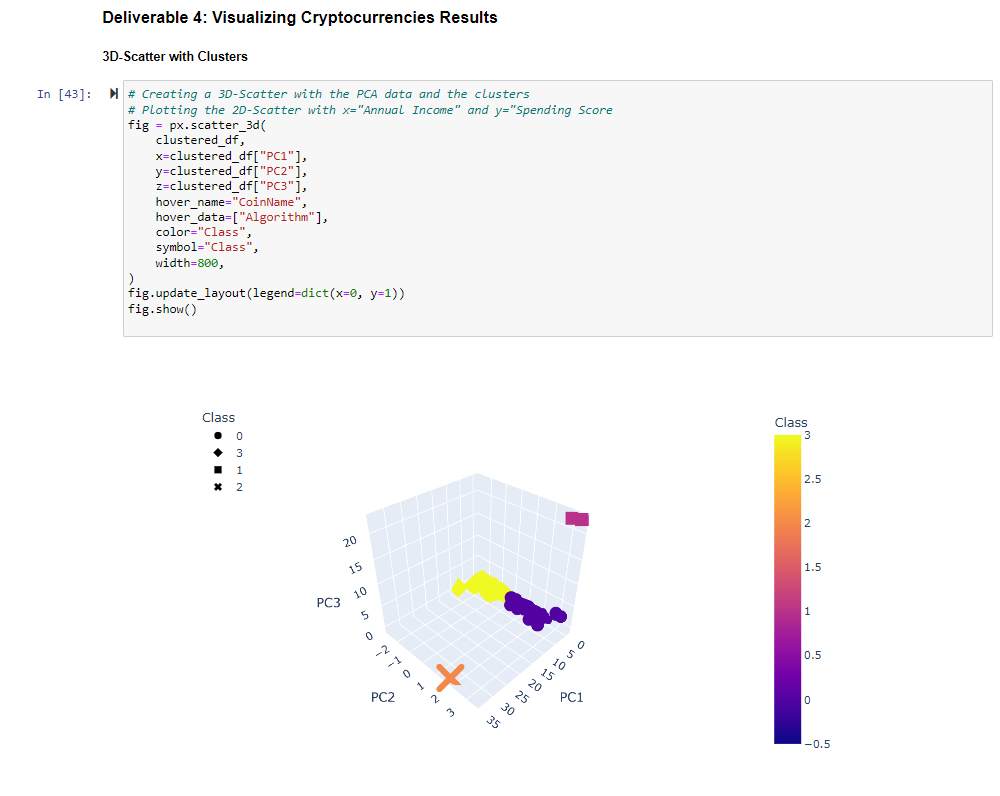 Deliverable 4: Visualizing Cryptocurrencies Results
3D-Scatter with Clusters
In [43]:
# Creating a 3D-Scatter with the PCA data and the clusters
# Plotting the 2D-Scatter with x="Annual Income" and y="Spending Score
fig = px.scatter_3d(
    clustered_df,
    x=clustered_df["PC1"],
    y=clustered_df["PC2"],
    z=clustered_df["PC3"],
    hover_name="CoinName",
    hover_data=["Algorithm"],
    color="Class",
    symbol="Class",
    width=800,
)
fig.update_layout(legend=dict(x=0, y=1))
fig.show()
Class
0
3
1
2
20
15
10
5
0
PC3
−2
−1
0
1
2
3
PC2
0
5
10
15
20
25
30
35
PC1
Class
3
2.5
2
1.5
1
0.5
0
−0.5